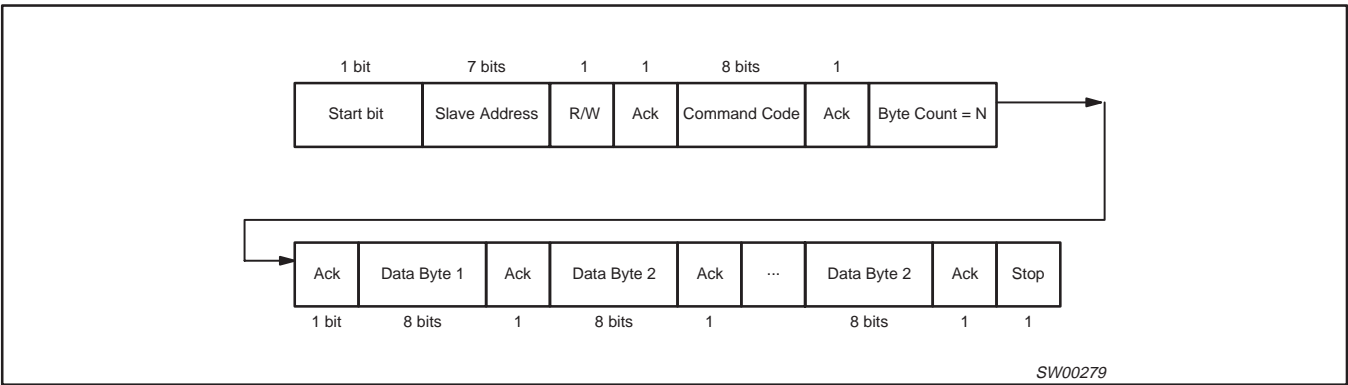 1 bit 7 bits 1 1 8 bits 1
Start bit Slave Address R/W Ack Command Code Ack Byte Count = N
Ack Data Byte 1 Ack Data Byte 2 Ack ... Data Byte 2 Ack Stop
1 bit 8 bits 1 8 bits 1 8 bits 1 1
SW00279